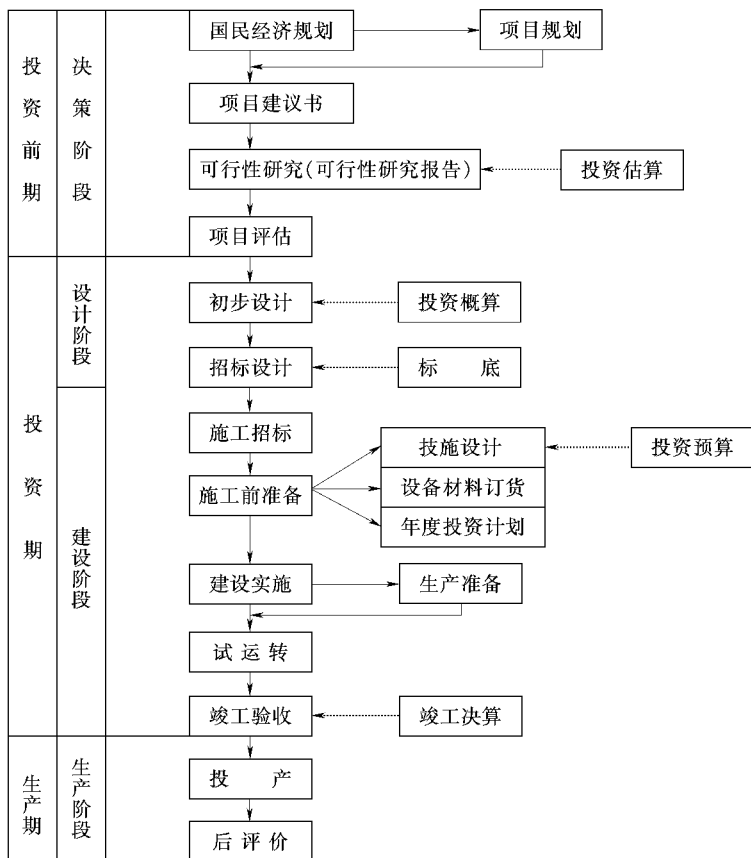 国民经济规划
项目规划
投资前期
决策阶段
项目建议书
可行性研究(可行性研究报告)
投资估算
项目评估
投资期
设计阶段
初步设计
投资概算
招标设计
标 底
建设阶段
施工招标
技施设计
投资预算
施工前准备
设备材料订货
年度投资计划
建设实施
生产准备
试运转
竣工验收
竣工决算
生产期
生产阶段
投 产
后评价